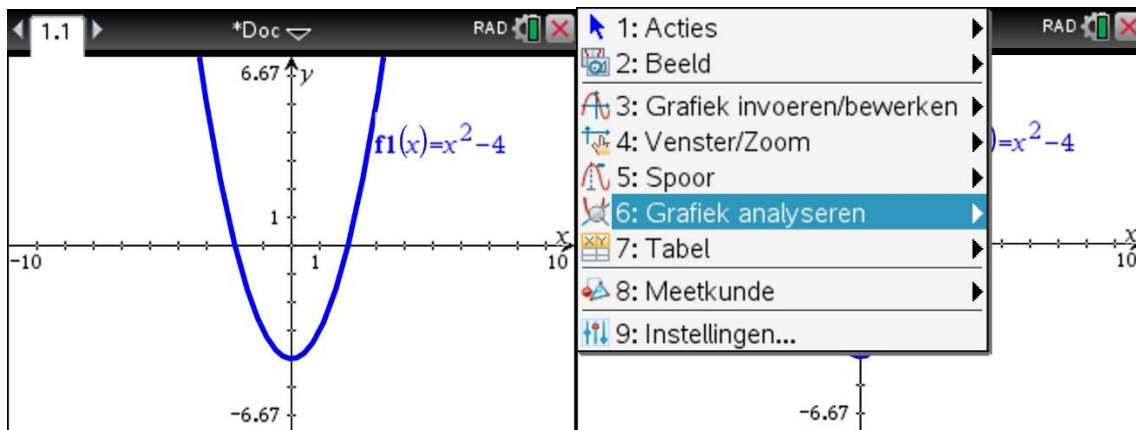 1.1 *Doc RAD
6.67 y
f1(x)=x²-4
1
x
-10 1 10
-6.67
RAD
1: Acties
2: Beeld
3: Grafiek invoeren/bewerken
4: Venster/Zoom
5: Spoor
6: Grafiek analyseren
7: Tabel
8: Meetkunde
9: Instellingen...
)=x²-4
x
10
-6.67